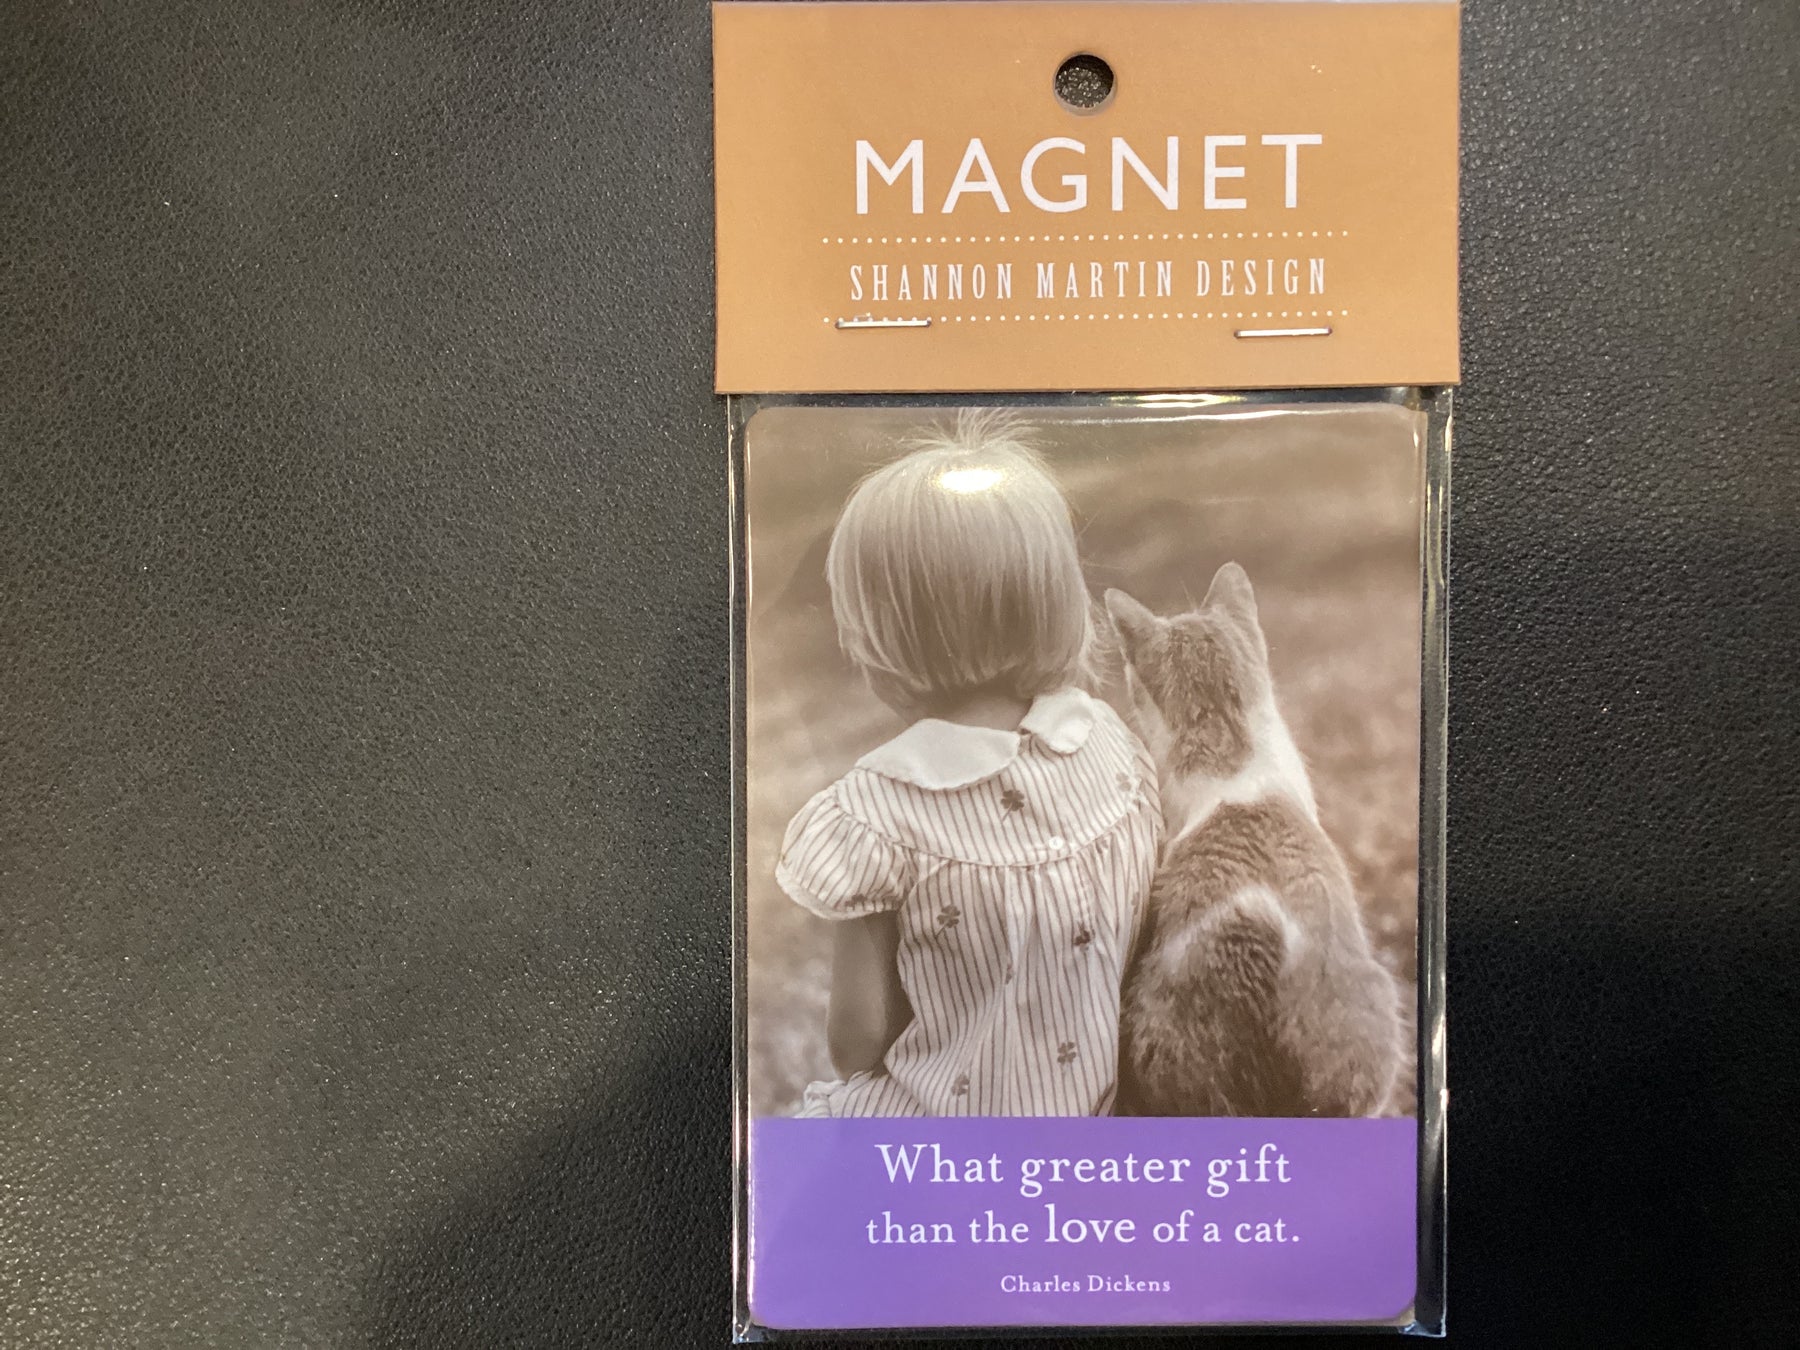 MAGNET
SHANNON MARTIN DESIGN
What greater gift
than the love of a cat.
Charles Dickens